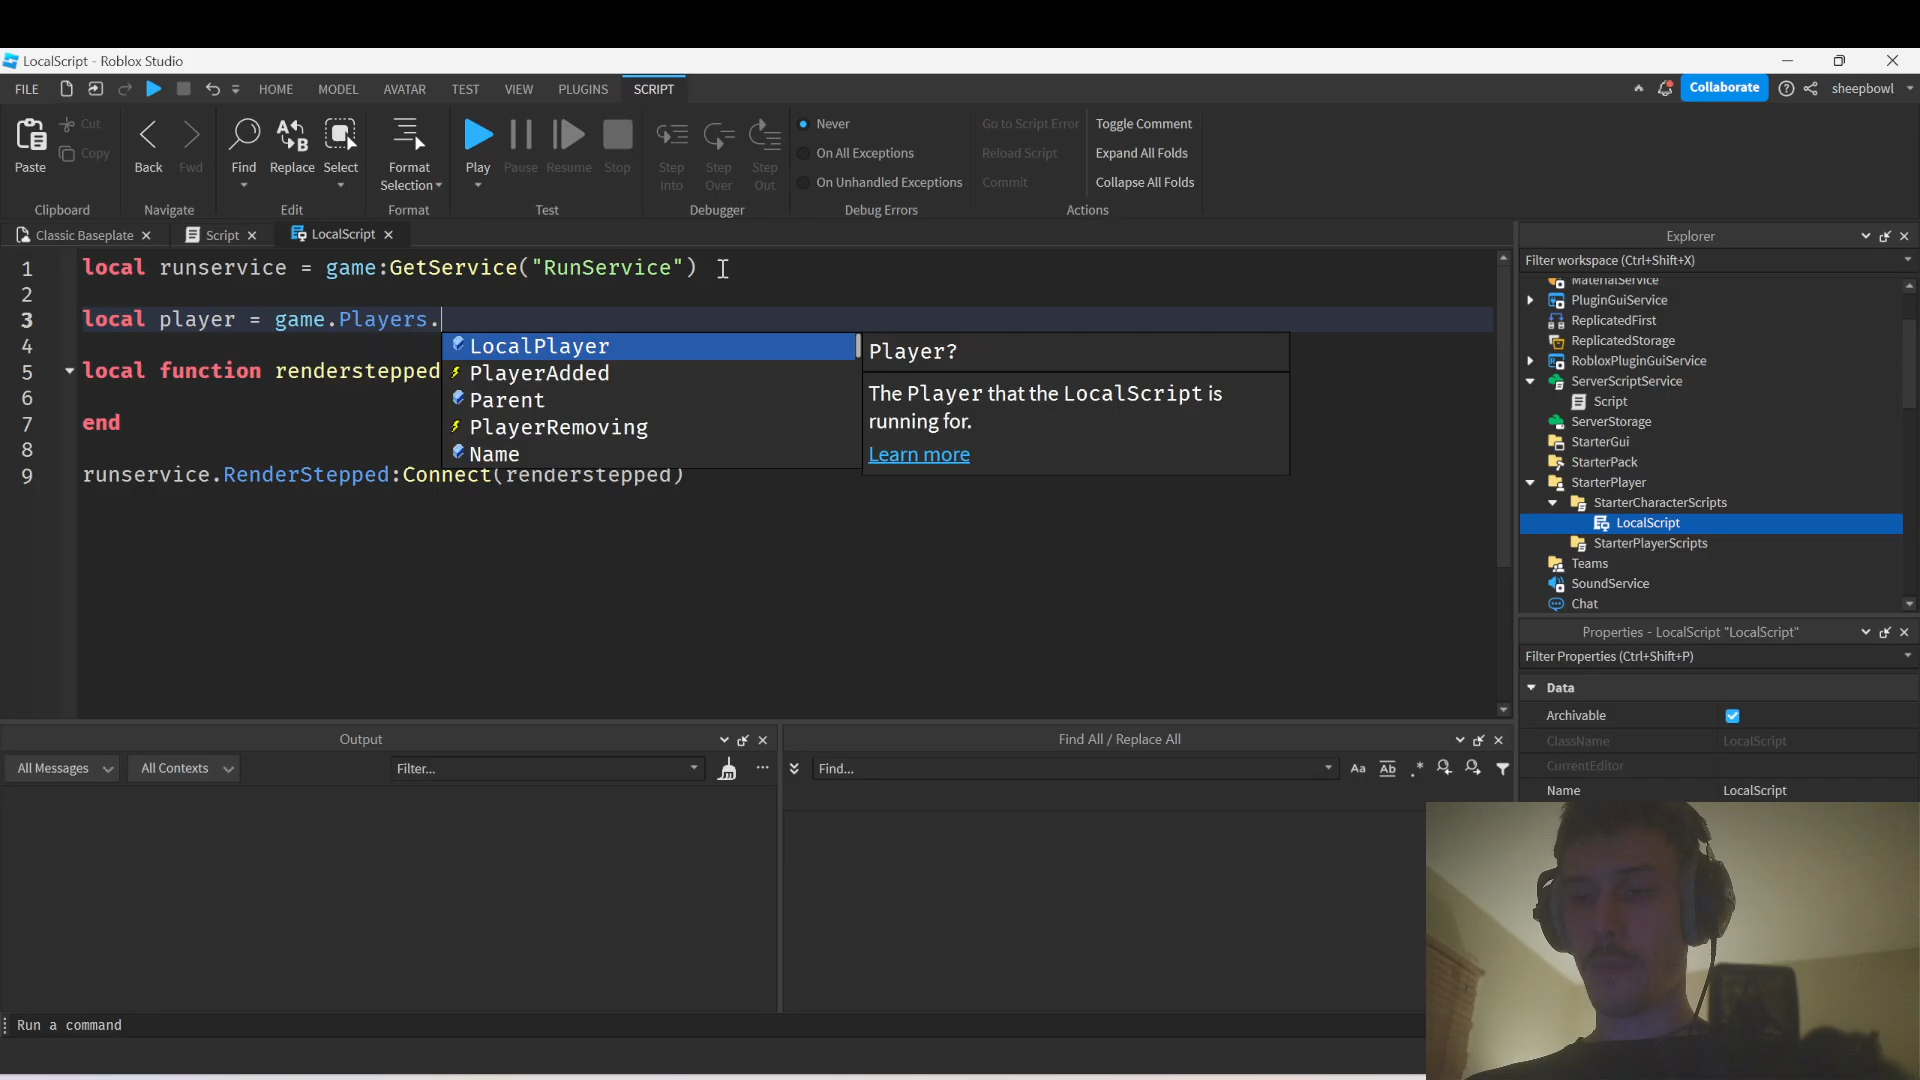 LocalScript - Roblox Studio
FILE
HOME
MODEL
AVATAR
TEST
VIEW
PLUGINS
SCRIPT
Collaborate
sheepbowl
Paste
Cut
Copy
Clipboard
Back
Fwd
Navigate
Find
Replace
Select
Edit
Format
Selection
Format
Play
Pause
Resume
Stop
Test
Step
Into
Step
Over
Step
Out
Debugger
Never
On All Exceptions
On Unhandled Exceptions
Debug Errors
Go to Script Error
Reload Script
Commit
Toggle Comment
Expand All Folds
Collapse All Folds
Actions
Classic Baseplate
Script
LocalScript
1 local runservice = game:GetService("RunService")
2
3 local player = game.Players.
4
5 local function renderstepped
6
7 end
8
9 runservice.RenderStepped:Connect(renderstepped)
LocalPlayer
PlayerAdded
Parent
PlayerRemoving
Name
Player?
The Player that the LocalScript is
running for.
Learn more
Explorer
Filter workspace (Ctrl+Shift+X)
MaterialService
PluginGuiService
ReplicatedFirst
ReplicatedStorage
RobloxPluginGuiService
ServerScriptService
Script
ServerStorage
StarterGui
StarterPack
StarterPlayer
StarterCharacterScripts
LocalScript
StarterPlayerScripts
Teams
SoundService
Chat
Properties - LocalScript "LocalScript"
Filter Properties (Ctrl+Shift+P)
Data
Archivable
ClassName LocalScript
CurrentEditor
Name LocalScript
Output
All Messages
All Contexts
Filter...
Find All / Replace All
Find...
Aa
Ab
.*
Run a command